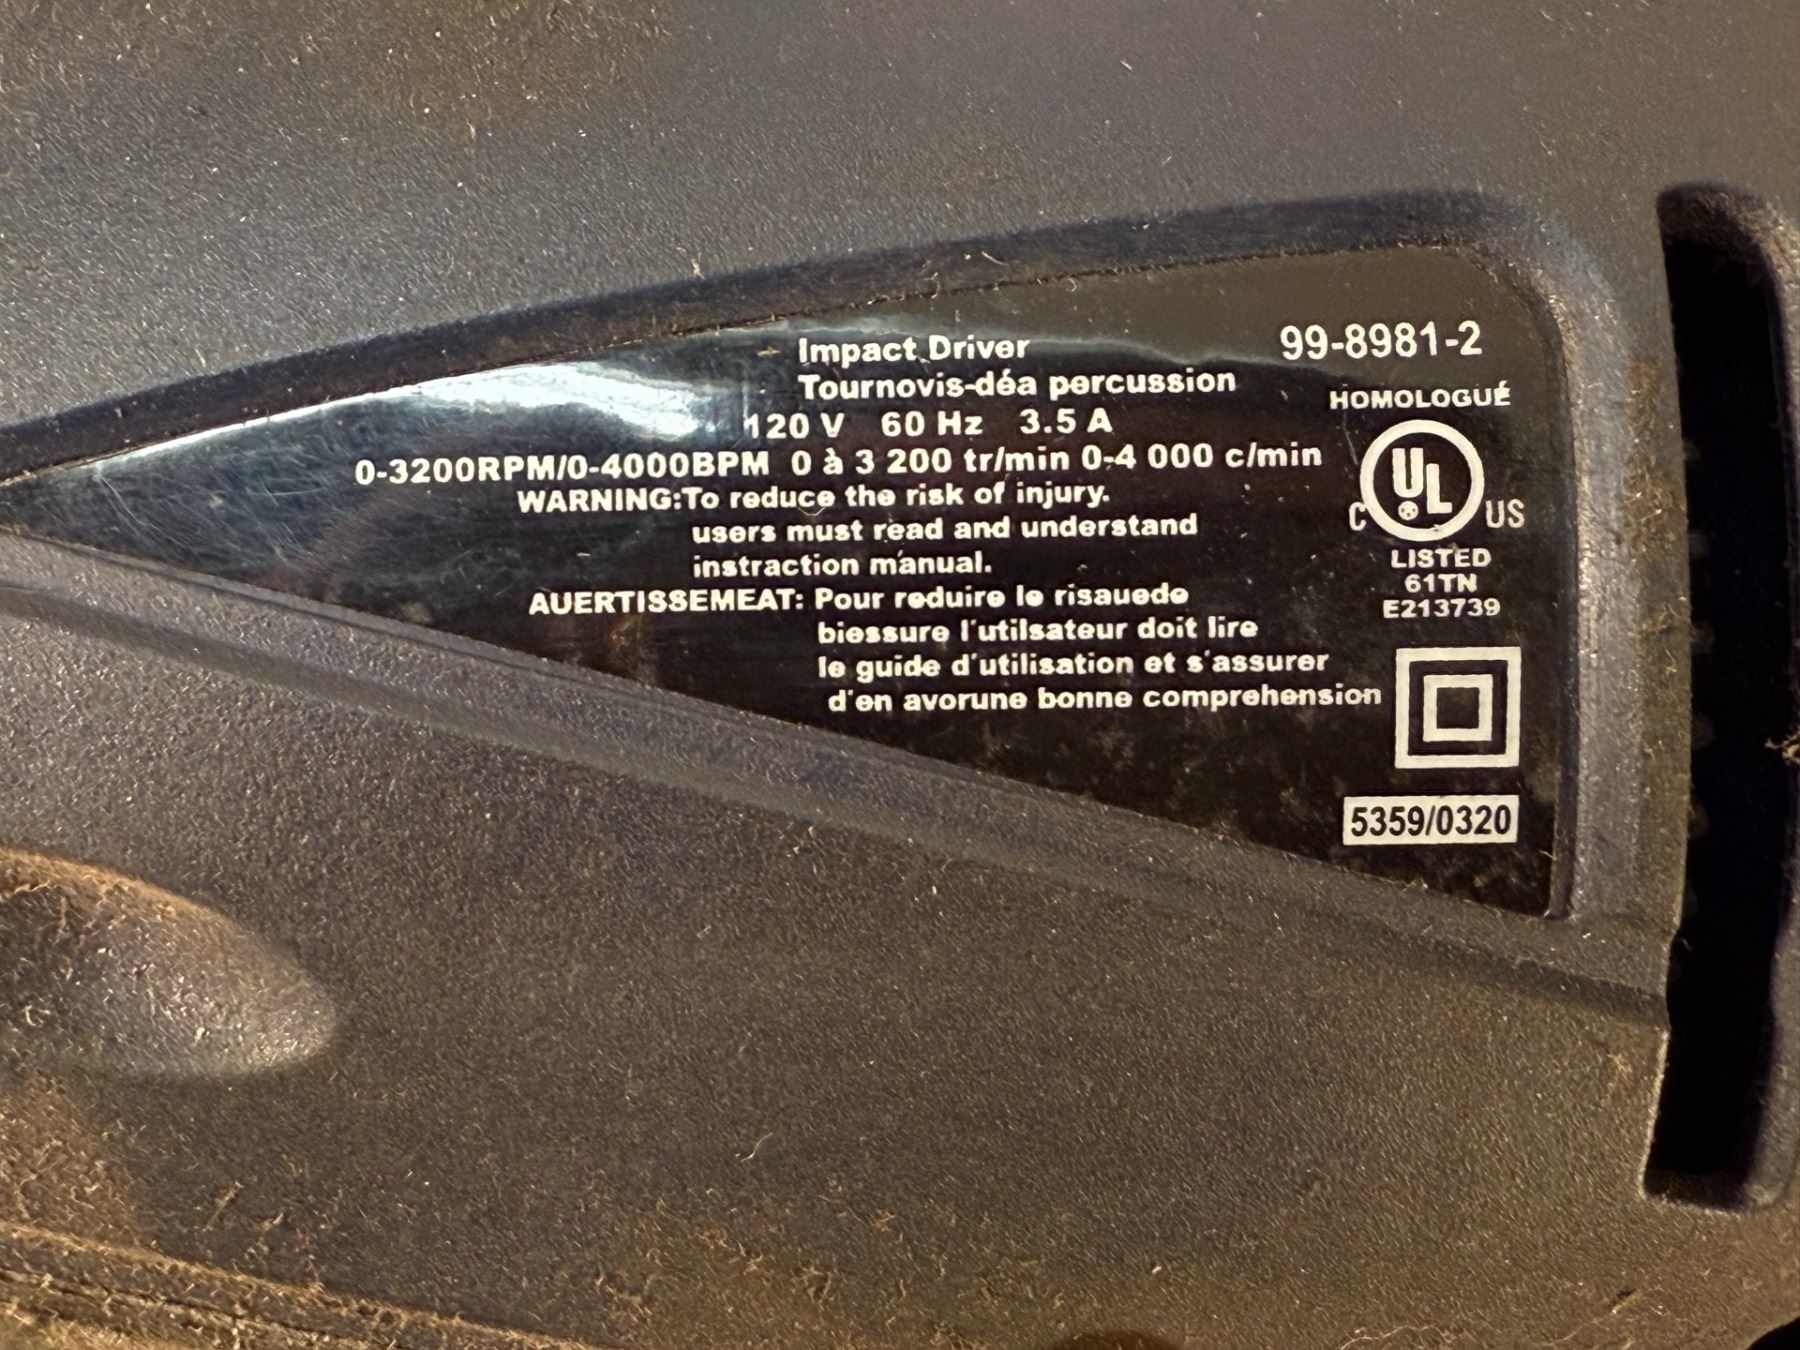 Impact Driver
99-8981-2
Tournovis-déa percussion
HOMOLOGUÉ
120 V 60 Hz 3.5 A
0-3200RPM/0-4000BPM 0 à 3 200 tr/min 0-4 000 c/min
WARNING:To reduce the risk of injury.
users must read and understand
instraction manual.
AUERTISSEMEAT: Pour reduire le risauede
biessure l'utilsateur doit lire
le guide d'utilisation et s'assurer
d'en avorune bonne comprehension
C UL ® US
LISTED
61TN
E213739
5359/0320